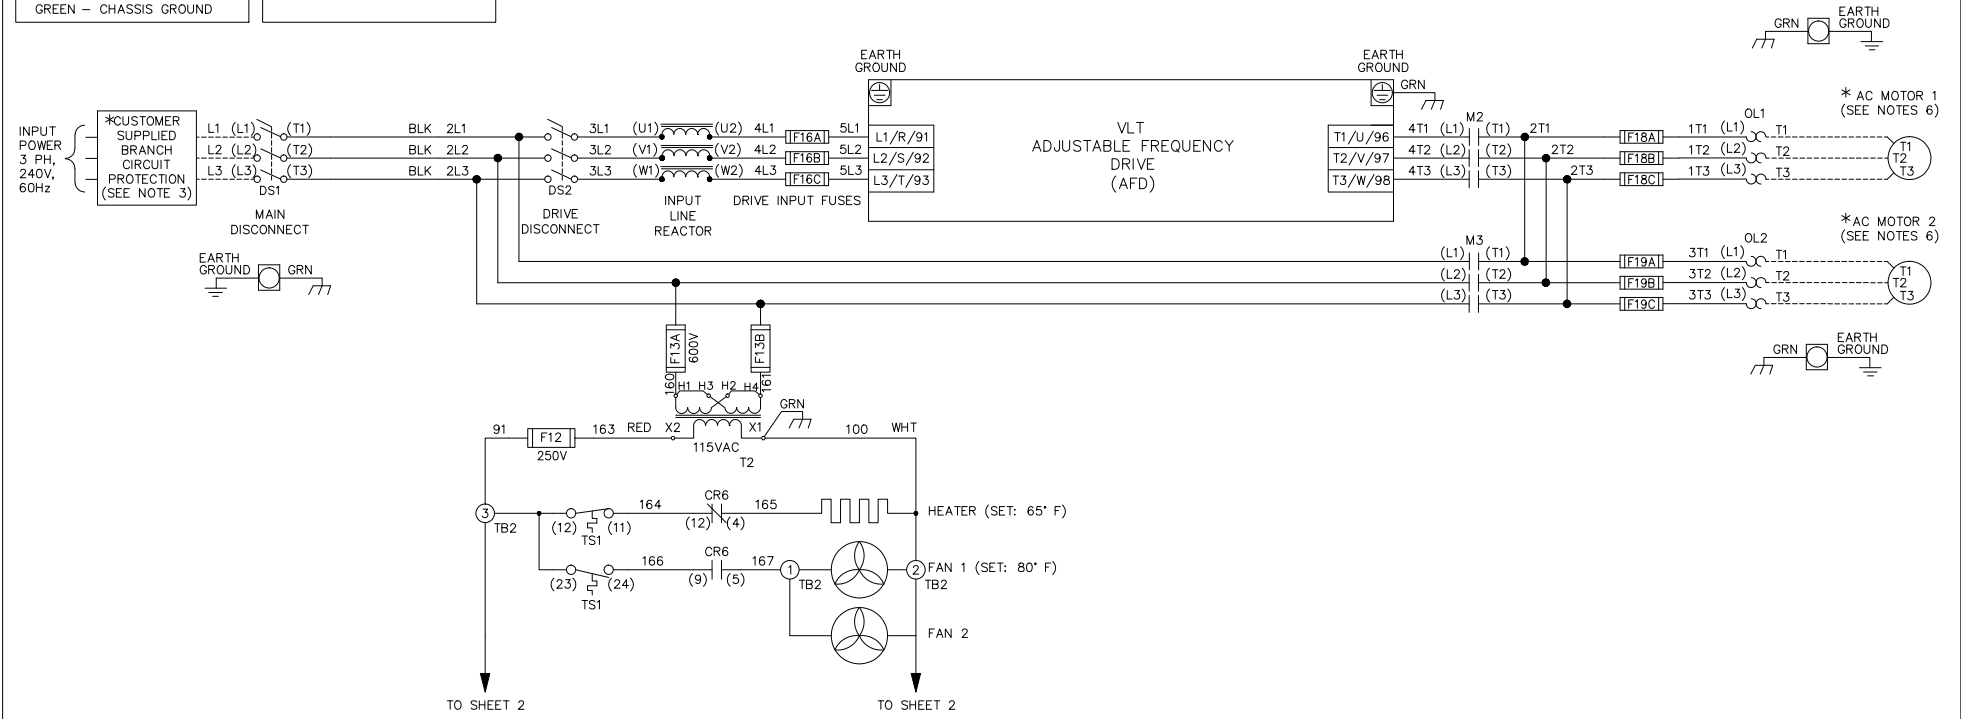 GREEN – CHASSIS GROUND
GRN
EARTH
GROUND
INPUT
POWER
3 PH,
240V,
60Hz
*CUSTOMER
SUPPLIED
BRANCH
CIRCUIT
PROTECTION
(SEE NOTE 3)
L1 (L1) (T1) BLK 2L1
L2 (L2) (T2) BLK 2L2
L3 (L3) (T3) BLK 2L3
DS1
MAIN
DISCONNECT
DS2
DRIVE
DISCONNECT
3L1 (U1) (U2) 4L1 F16A 5L1
3L2 (V1) (V2) 4L2 F16B 5L2
3L3 (W1) (W2) 4L3 F16C 5L3
INPUT
LINE
REACTOR
DRIVE INPUT FUSES
EARTH
GROUND
L1/R/91
L2/S/92
L3/T/93
VLT
ADJUSTABLE FREQUENCY
DRIVE
(AFD)
EARTH
GROUND
GRN
T1/U/96
T2/V/97
T3/W/98
M2
4T1 (L1) (T1) 2T1 F18A 1T1 (L1) T1
4T2 (L2) (T2) 2T2 F18B 1T2 (L2) T2
4T3 (L3) (T3) 2T3 F18C 1T3 (L3) T3
OL1
* AC MOTOR 1
(SEE NOTES 6)
T1
T2
T3
EARTH
GROUND
GRN
M3
(L1) (T1) F19A 3T1 (L1) T1
(L2) (T2) F19B 3T2 (L2) T2
(L3) (T3) F19C 3T3 (L3) T3
OL2
*AC MOTOR 2
(SEE NOTES 6)
T1
T2
T3
GRN
EARTH
GROUND
F13A
600V
F13B
160
161
H1 H3 H2 H4
GRN
91 F12 163 RED X2 X1 100 WHT
250V
115VAC
T2
3
TB2
(12) (11) 164 CR6 165
TS1
(12) (4)
HEATER (SET: 65° F)
(23) (24) 166 CR6 167
TS1
(9) (5)
1
TB2
2
TB2
FAN 1 (SET: 80° F)
FAN 2
TO SHEET 2
TO SHEET 2